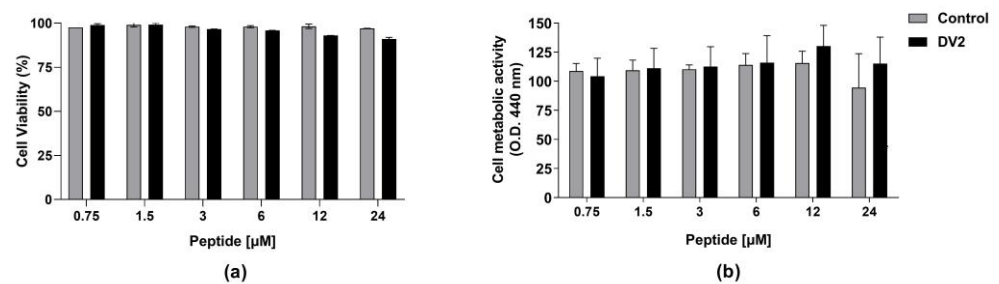 Cell Viability (%)
100
75
50
25
0
0.75 1.5 3 6 12 24
Peptide [µM]
(a)
Cell metabolic activity
(O.D. 440 nm)
150
125
100
75
50
25
0
0.75 1.5 3 6 12 24
Peptide [µM]
(b)
Control
DV2